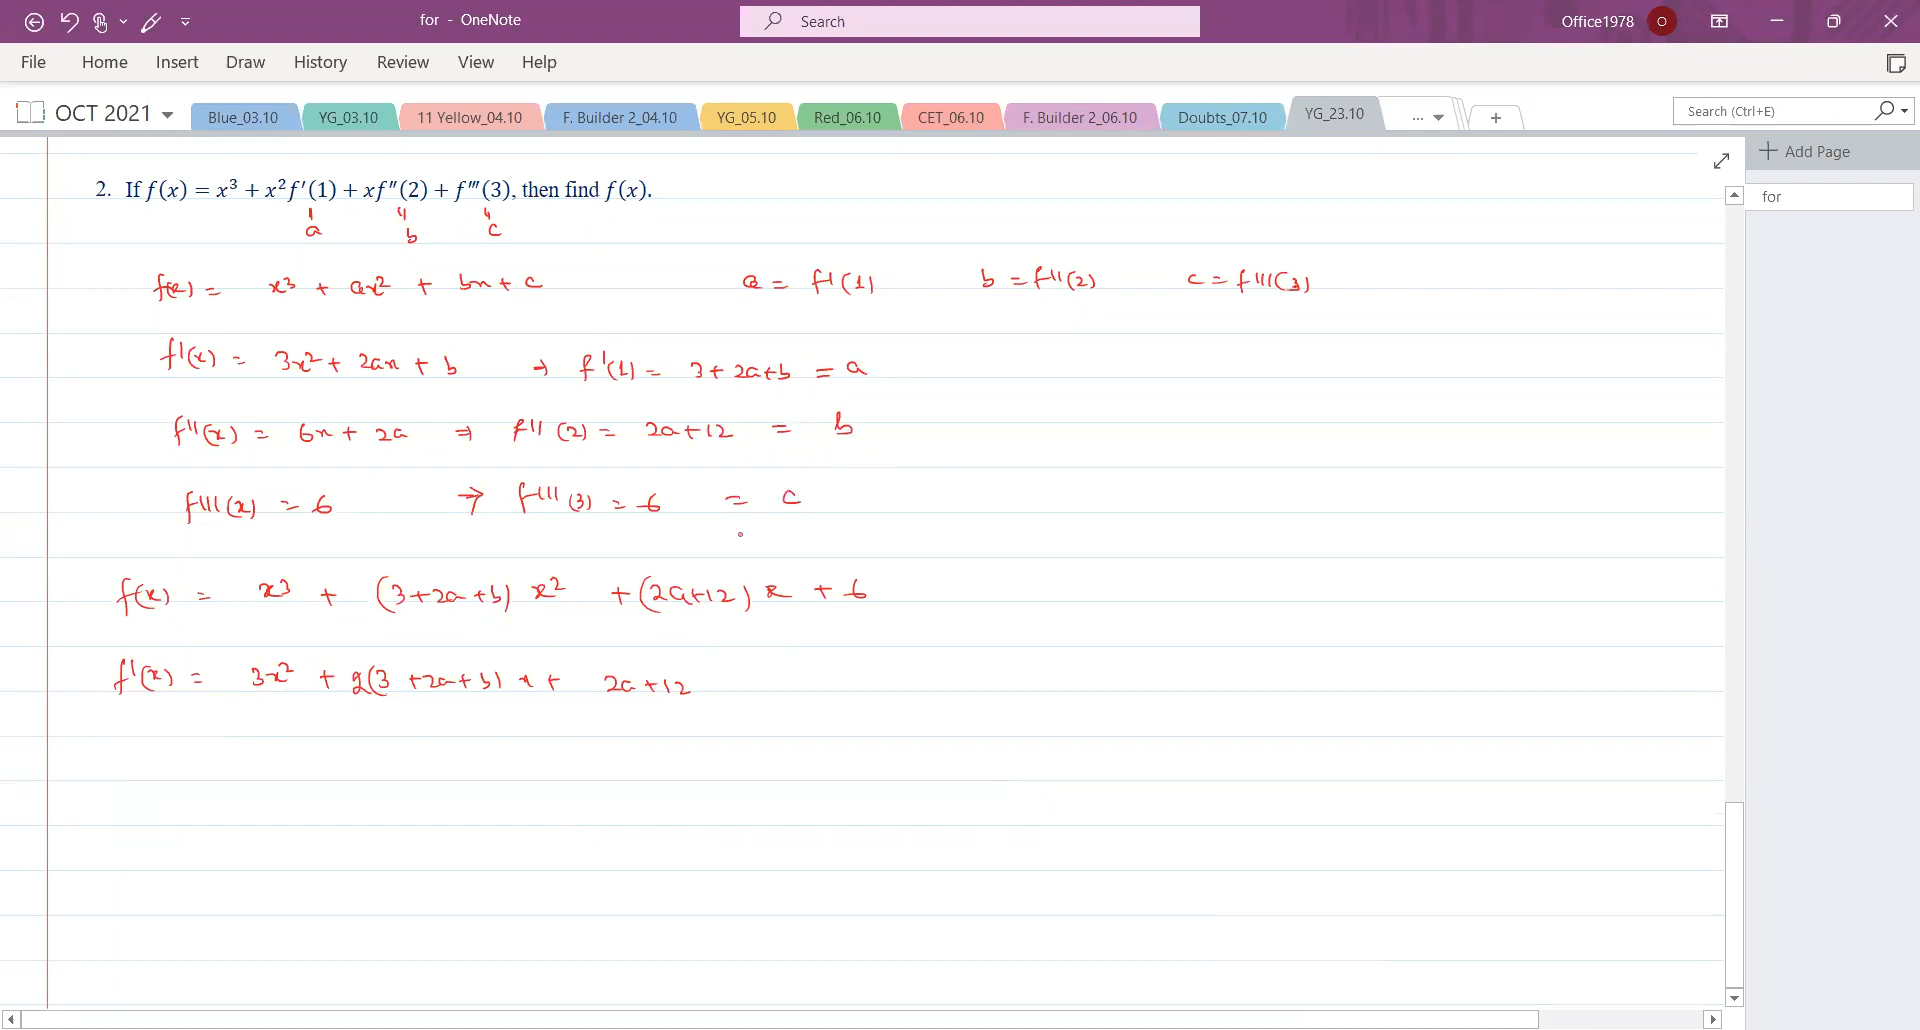 for - OneNote
Search
Office1978
O
File Home Insert Draw History Review View Help
OCT 2021
Blue_03.10 YG_03.10 11 Yellow_04.10 F. Builder 2_04.10 YG_05.10 Red_06.10 CET_06.10 F. Builder 2_06.10 Doubts_07.10 YG_23.10 ... +
Search (Ctrl+E)
+ Add Page
for
2. If f(x) = x³ + x²f′(1) + xf″(2) + f‴(3), then find f(x).
a b c
f(x) = x³ + ax² + bx + c a = f'(1) b = f''(2) c = f'''(3)
f'(x) = 3x² + 2ax + b → f'(1) = 3 + 2a + b = a
f''(x) = 6x + 2a ⇒ f''(2) = 2a + 12 = b
f'''(x) = 6 → f'''(3) = 6 = c
f(x) = x³ + (3+2a+b) x² + (2a+12) x + 6
f'(x) = 3x² + 2(3 + 2a + b) x + 2a + 12